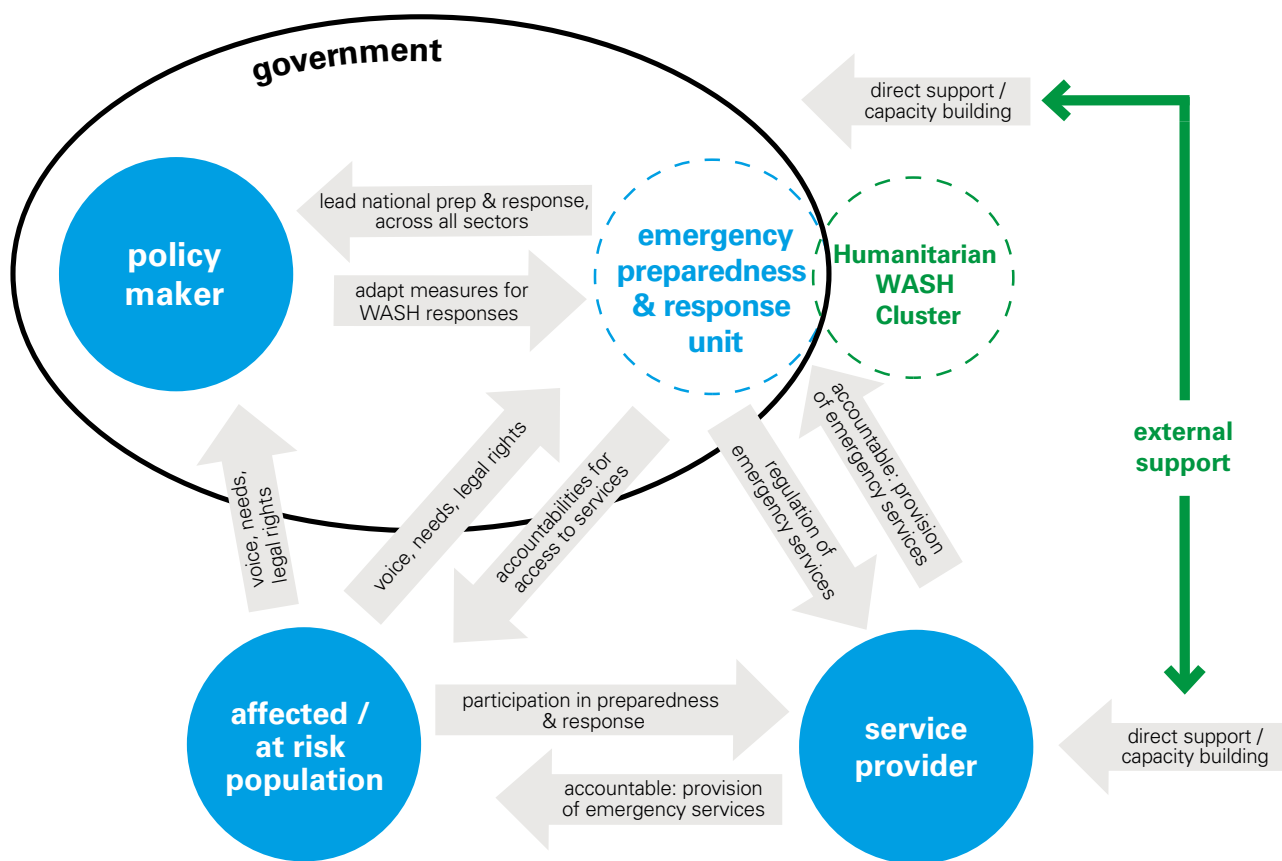 government
direct support /
capacity building
lead national prep & response,
across all sectors
policy
maker
emergency
preparedness
& response
unit
Humanitarian
WASH
Cluster
adapt measures for
WASH responses
external
support
voice, needs,
legal rights
voice, needs, legal rights
accountabilities for
access to services
regulation of
emergency services
accountable: provision
of emergency services
affected /
at risk
population
participation in preparedness
& response
accountable: provision
of emergency services
service
provider
direct support /
capacity building